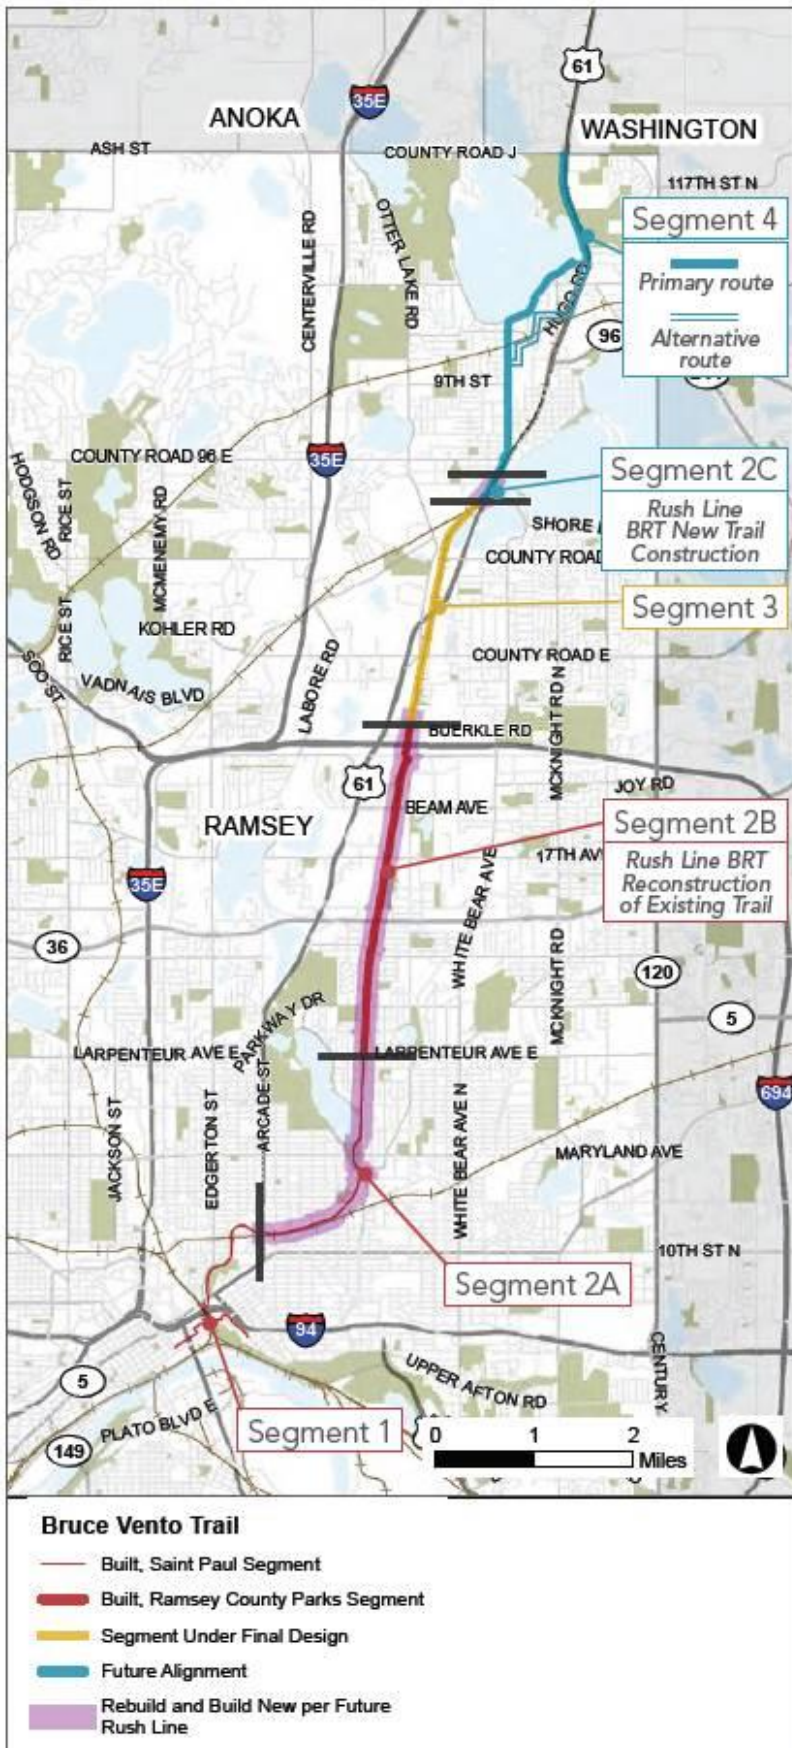 61
35E
ANOKA
WASHINGTON
ASH ST
COUNTY ROAD J
117TH ST N
Segment 4
Primary route
Alternative
route
CENTERVILLE RD
OTTER LAKE RD
HUGO RD
96
9TH ST
35E
COUNTY ROAD 96 E
HODGSON RD
RICE ST
MCMENEMY RD
Segment 2C
Rush Line
BRT New Trail
Construction
SHORE
COUNTY ROAD
Segment 3
RICE ST
KOHLER RD
SOO ST
VADNAIS BLVD
LABORE RD
COUNTY ROAD E
MCKNIGHT RD N
BUERKLE RD
61
JOY RD
BEAM AVE
RAMSEY
Segment 2B
Rush Line BRT
Reconstruction
of Existing Trail
17TH AV
35E
WHITE BEAR AVE
36
MCKNIGHT RD
120
5
PARKWAY DR
LARPENTEUR AVE E
LARPENTEUR AVE E
694
JACKSON ST
EDGERTON ST
ARCADE ST
WHITE BEAR AVE N
MARYLAND AVE
10TH ST N
Segment 2A
94
CENTURY
5
UPPER AFTON RD
PLATO BLVD E
149
Segment 1
0 1 2
Miles
Bruce Vento Trail
Built, Saint Paul Segment
Built, Ramsey County Parks Segment
Segment Under Final Design
Future Alignment
Rebuild and Build New per Future
Rush Line